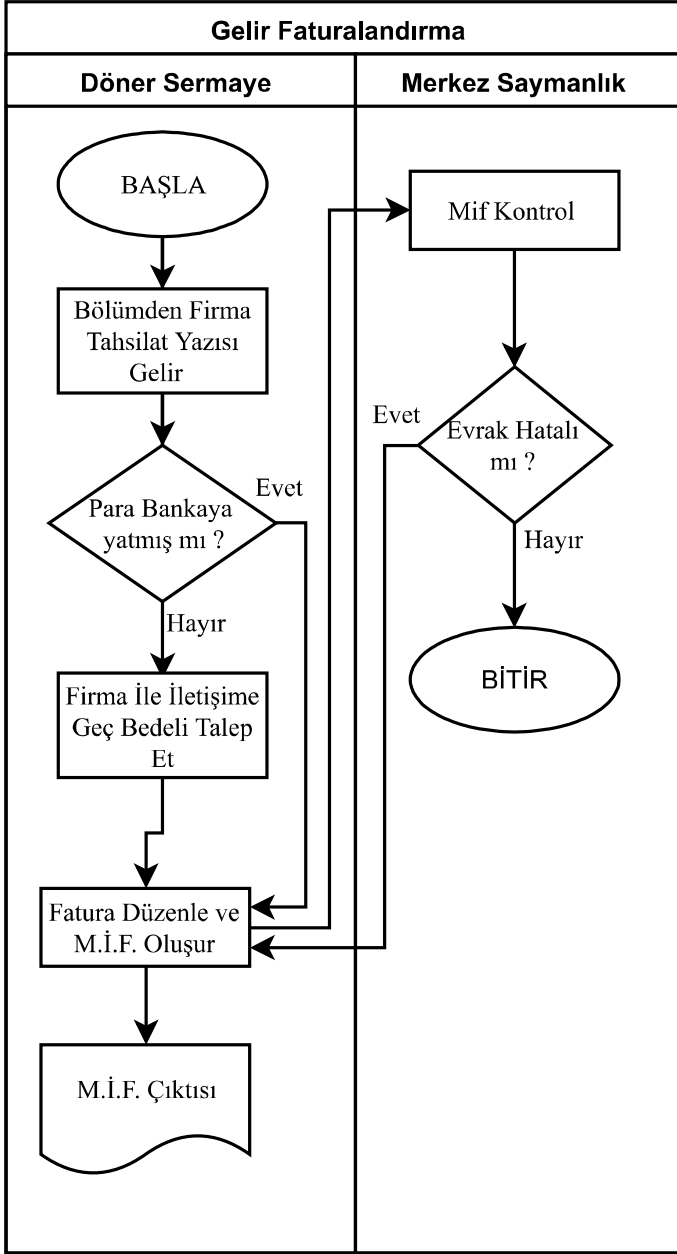 Gelir Faturalandırma
Döner Sermaye
Merkez Saymanlık
BAŞLA
Bölümden Firma
Tahsilat Yazısı
Gelir
Para Bankaya
yatmış mı ?
Evet
Hayır
Firma İle İletişime
Geç Bedeli Talep
Et
Fatura Düzenle ve
M.İ.F. Oluşur
M.İ.F. Çıktısı
Mif Kontrol
Evrak Hatalı
mı ?
Evet
Hayır
BİTİR